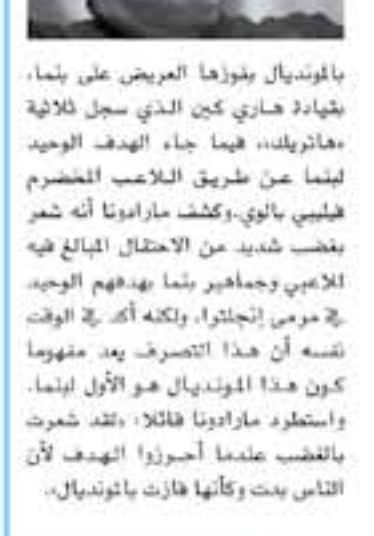 بالمونديال بفوزها العريض على بنما،
بقيادة هاري كين الذي سجل ثلاثية
«هاتريك»، فيما جاء الهدف الوحيد
لبنما عن طريق اللاعب المخضرم
فيليبي بالوي.وكشف مارادونا أنه شعر
بغضب شديد من الاحتفال المبالغ فيه
للاعبي وجماهير بنما بهدفهم الوحيد
في مرمى إنجلترا، ولكنه أكد في الوقت
نفسه أن هذا التصرف يعد مفهوما
كون هذا المونديال هو الأول لبنما.
واستطرد مارادونا قائلا: «لقد شعرت
بالغضب عندما أحرزوا الهدف لأن
الناس بدت وكأنها فازت بالمونديال».